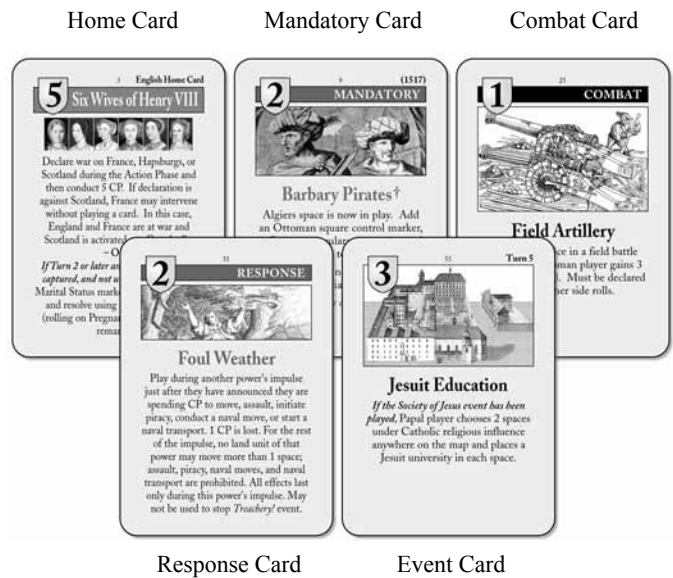 Home Card
Mandatory Card
Combat Card
5
3
English Home Card
Six Wives of Henry VIII
Declare war on France, Hapsburgs, or
Scotland during the Action Phase and
then conduct 5 CP. If declaration is
against Scotland, France may intervene
without playing a card. In this case,
England and France are at war and
Scotland is activated
– O
If Turn 2 or later an
captured, and not
Marital Status mark
and resolve using
(rolling on Pregnan
rema
2
9
(1517)
MANDATORY
Barbary Pirates†
Algiers space is now in play. Add
an Ottoman square control marker,
1
25
COMBAT
Field Artillery
ce in a field battle
man player gains 3
. Must be declared
her side rolls.
2
RESPONSE
Foul Weather
Play during another power's impulse
just after they have announced they are
spending CP to move, assault, initiate
piracy, conduct a naval move, or start a
naval transport. 1 CP is lost. For the rest
of the impulse, no land unit of that
power may move more than 1 space;
assault, piracy, naval moves, and naval
transport are prohibited. All effects last
only during this power's impulse. May
not be used to stop Treachery! event.
3
55
Turn 5
Jesuit Education
If the Society of Jesus event has been
played, Papal player chooses 2 spaces
under Catholic religious influence
anywhere on the map and places a
Jesuit university in each space.
Response Card
Event Card